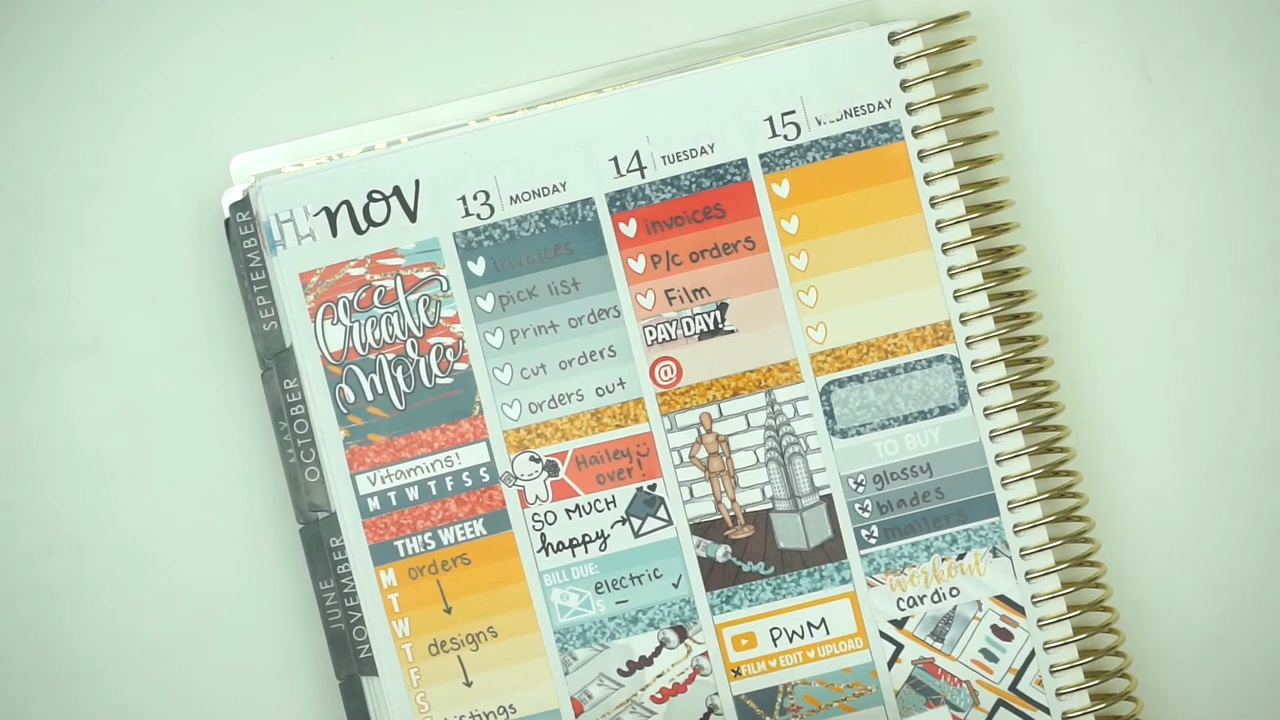 nov
SEPTEMBER
OCTOBER
JUNE
NOVEMBER
Create
More
Vitamins!
M T W T F S S
THIS WEEK
M orders
T
W
T designs
F
S
listings
13 MONDAY
invoices
pick list
print orders
cut orders
orders out
Hailey
over!
SO MUCH
happy
BILL DUE:
electric
$
14 TUESDAY
invoices
P/C orders
Film
PAY DAY!
@
PWM
FILM EDIT UPLOAD
15 WEDNESDAY
TO BUY
glossy
blades
mailers
workout
cardio